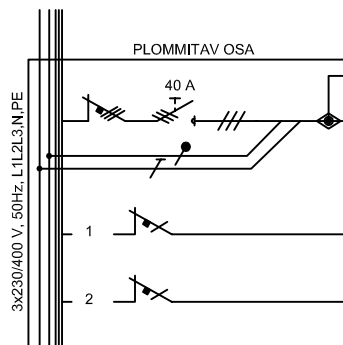 PLOMMITAV OSA
40 A
3x230/400 V, 50Hz, L1L2L3,N,PE
1
2